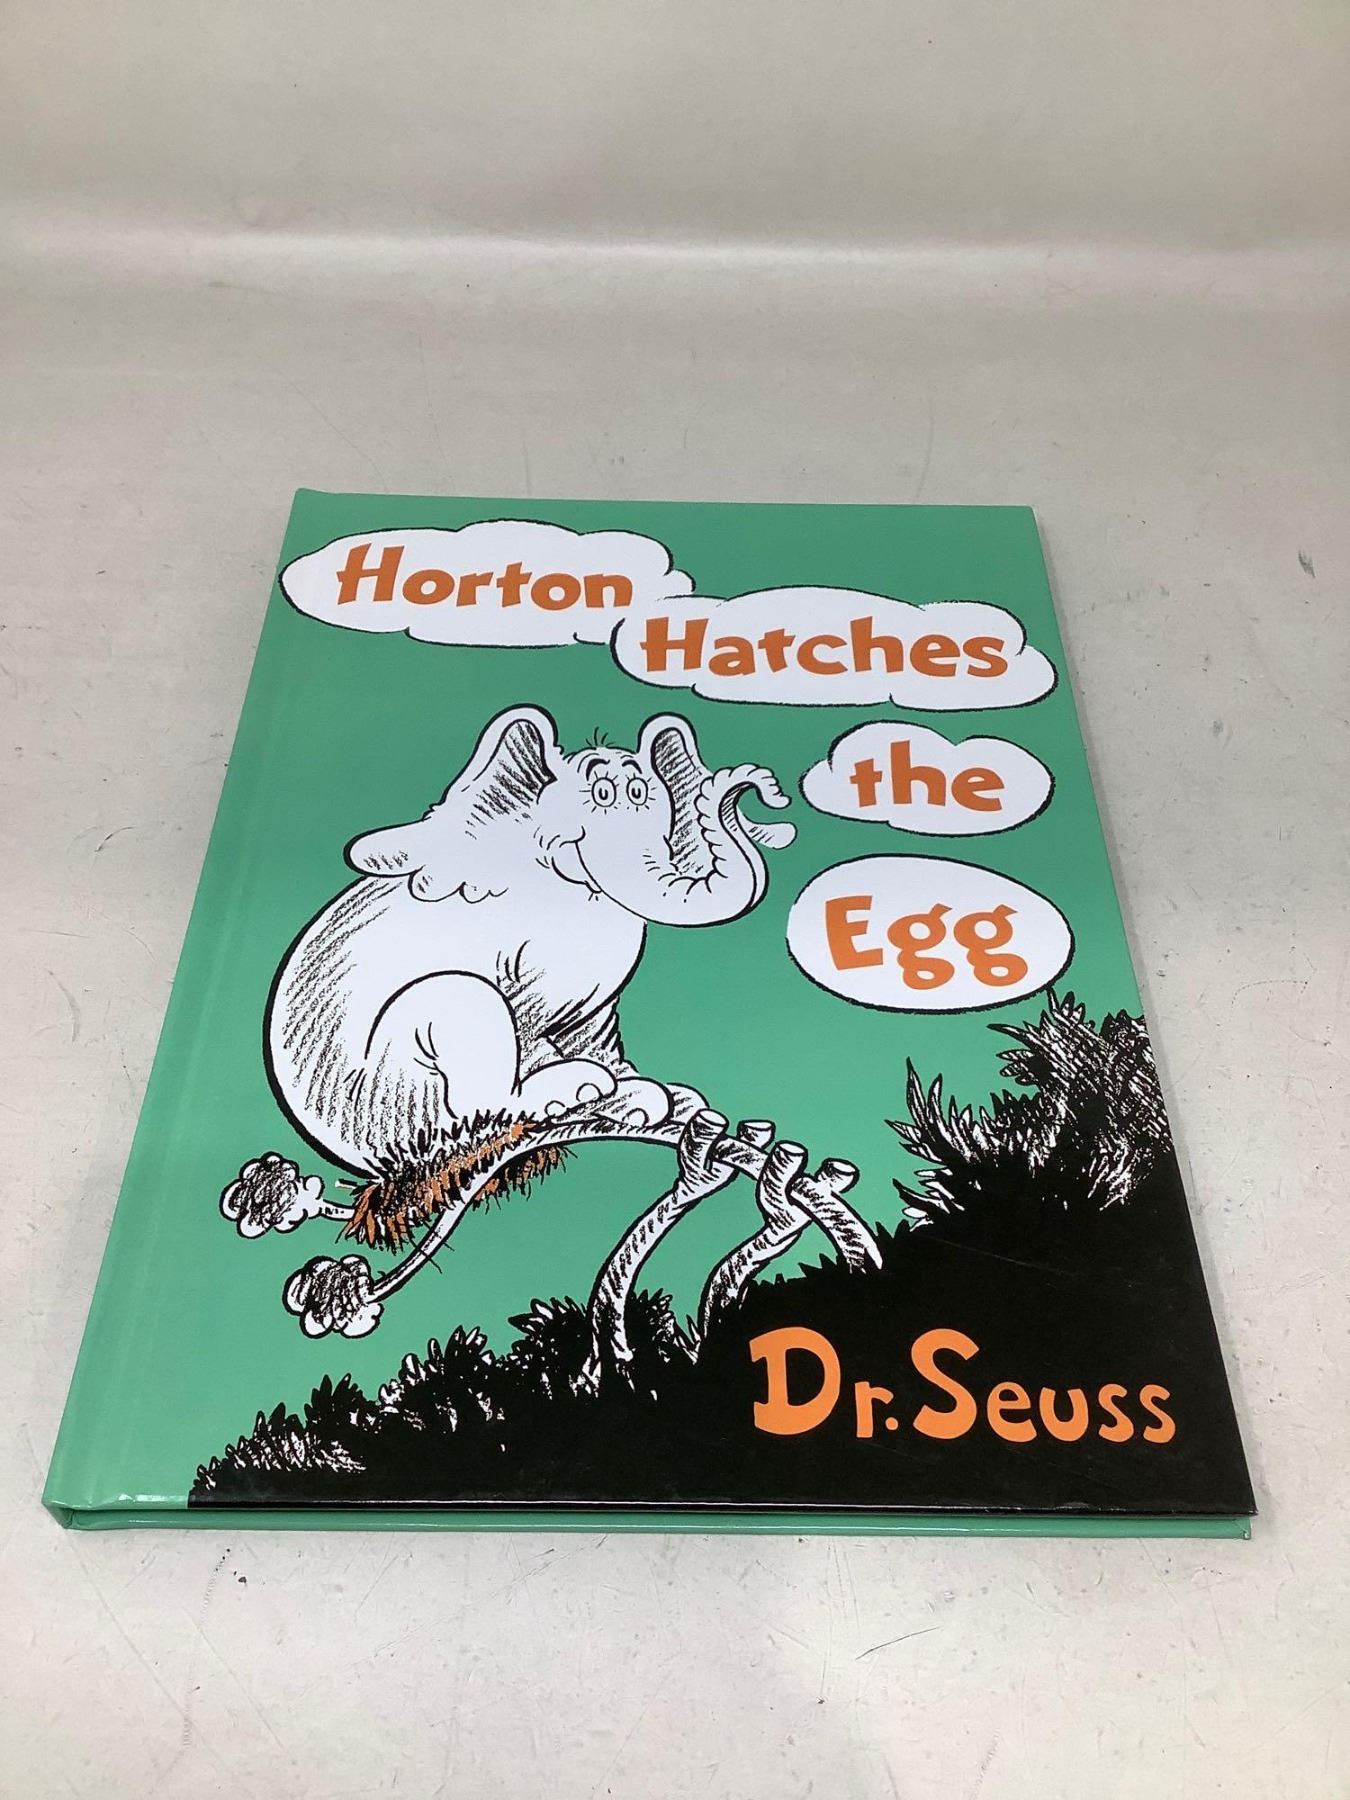 Horton
Hatches
the
Egg
Dr. Seuss